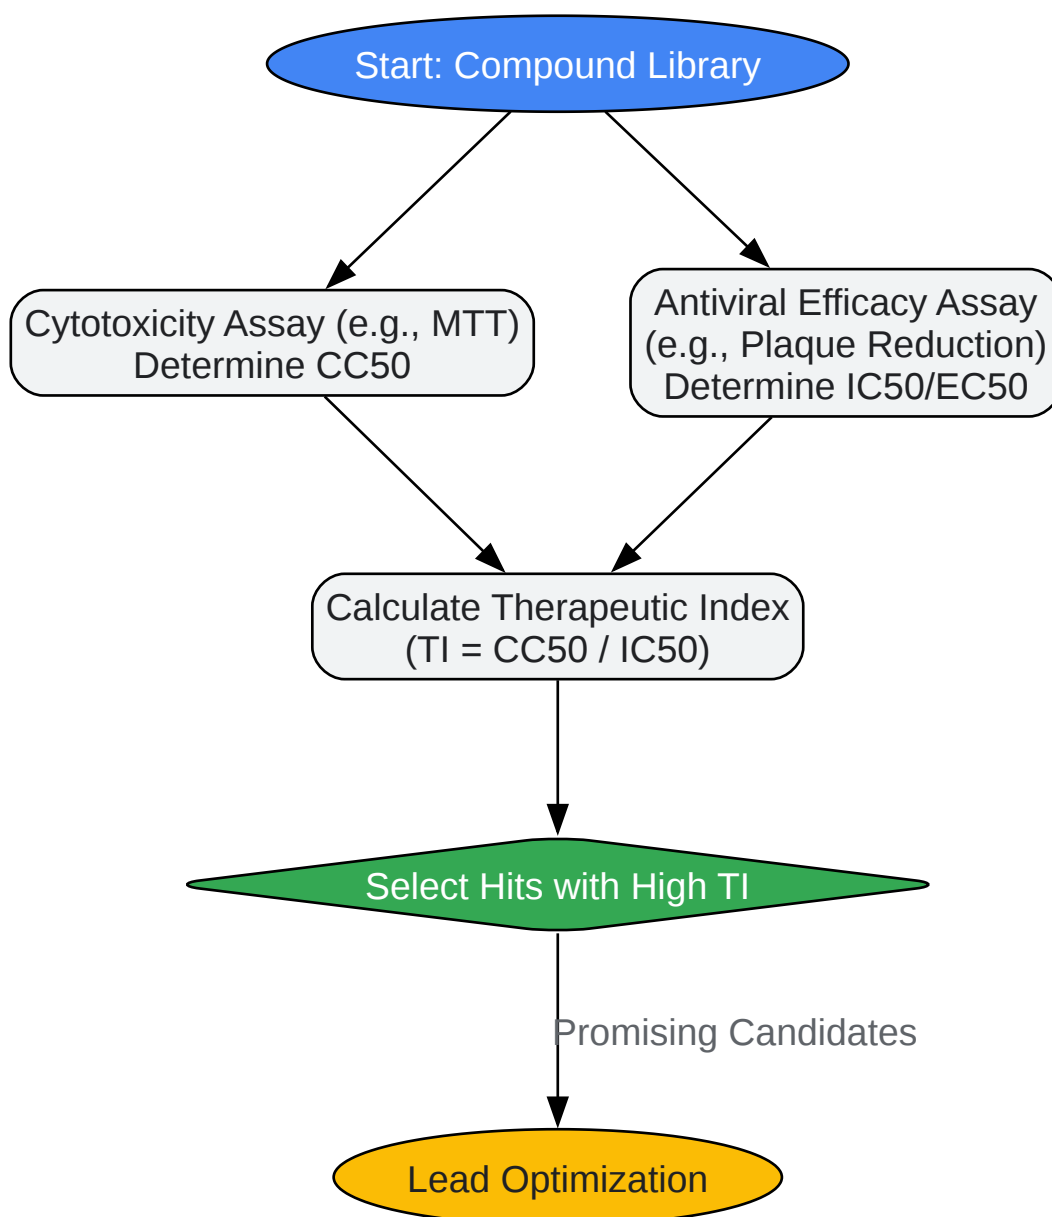 Start: Compound Library
Cytotoxicity Assay (e.g., MTT)
Determine CC50
Antiviral Efficacy Assay
(e.g., Plaque Reduction)
Determine IC50/EC50
Calculate Therapeutic Index
(TI = CC50 / IC50)
Select Hits with High TI
Promising Candidates
Lead Optimization